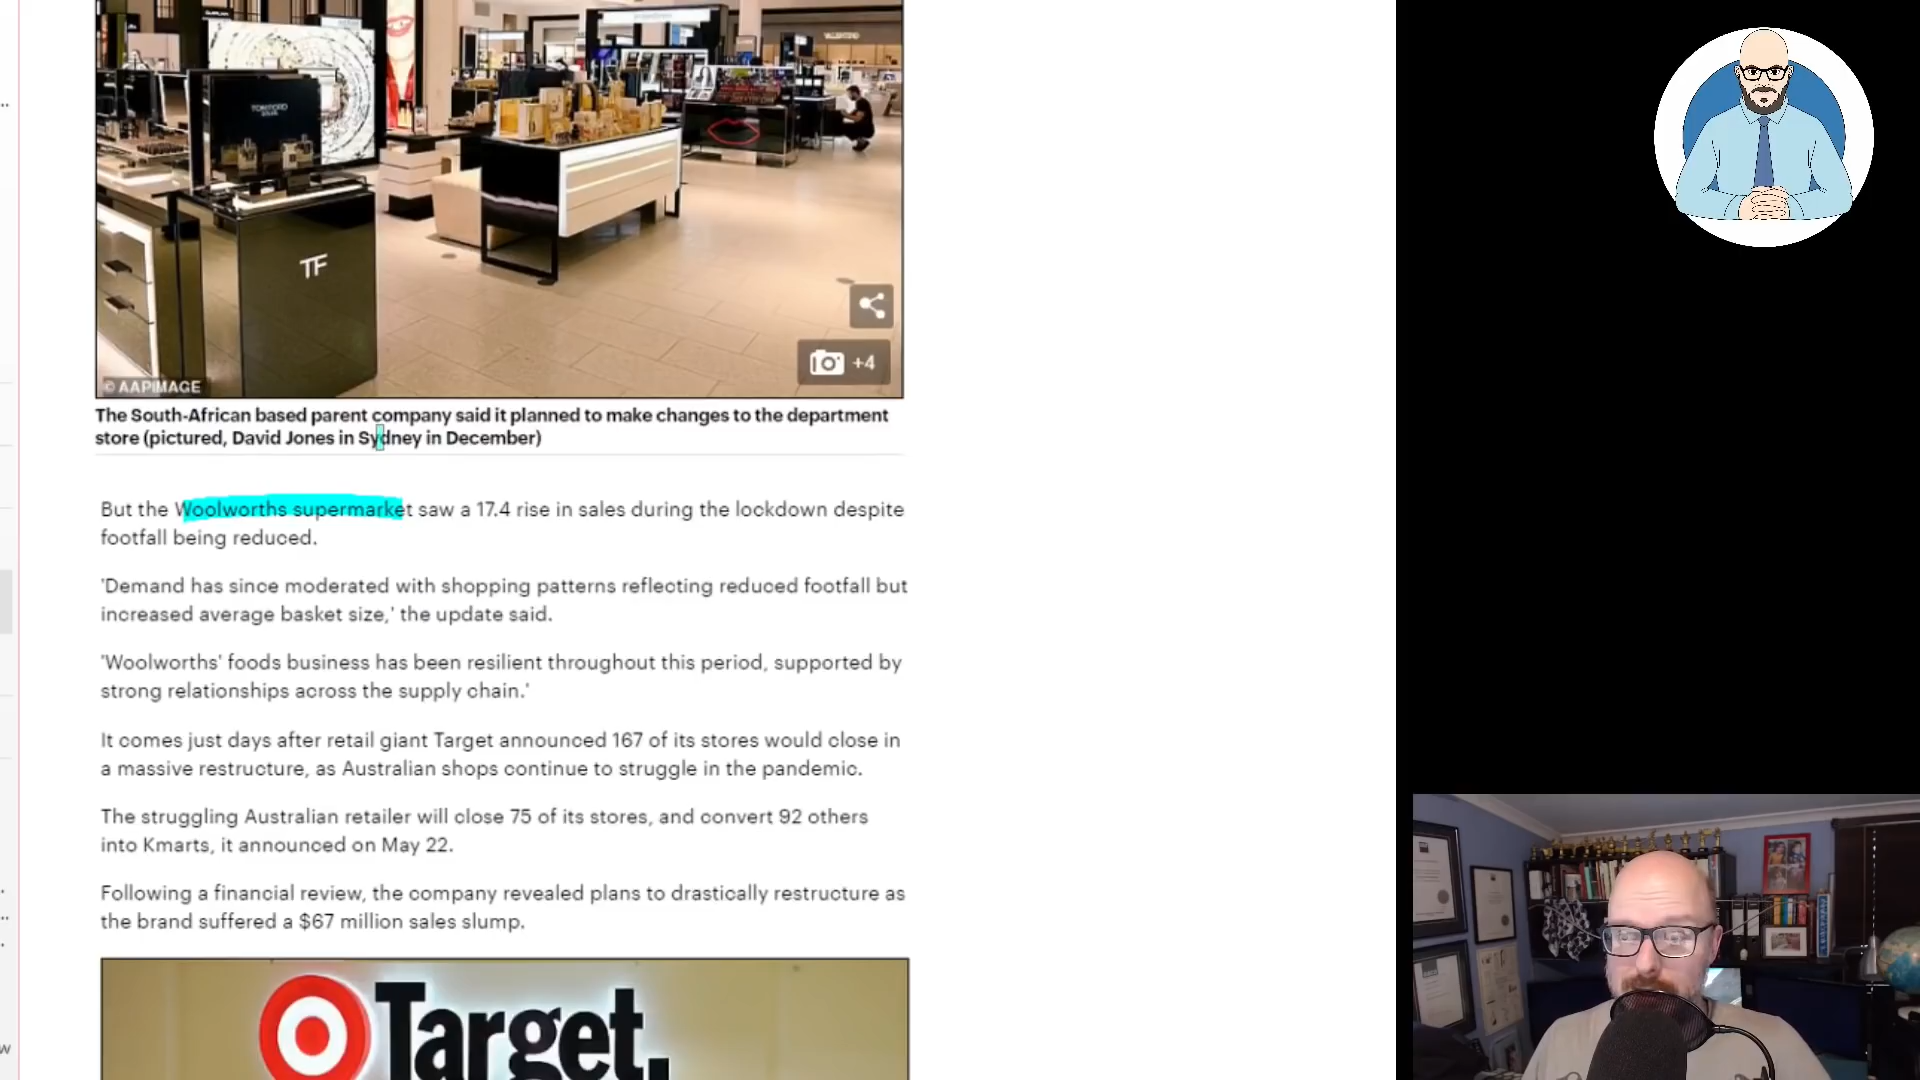 TOM FORD
VALENTINO
TF
+4
© AAPIMAGE
The South-African based parent company said it planned to make changes to the department
store (pictured, David Jones in Sydney in December)
But the Woolworths supermarket saw a 17.4 rise in sales during the lockdown despite
footfall being reduced.
'Demand has since moderated with shopping patterns reflecting reduced footfall but
increased average basket size,' the update said.
'Woolworths' foods business has been resilient throughout this period, supported by
strong relationships across the supply chain.'
It comes just days after retail giant Target announced 167 of its stores would close in
a massive restructure, as Australian shops continue to struggle in the pandemic.
The struggling Australian retailer will close 75 of its stores, and convert 92 others
into Kmarts, it announced on May 22.
Following a financial review, the company revealed plans to drastically restructure as
the brand suffered a $67 million sales slump.
Target.
w